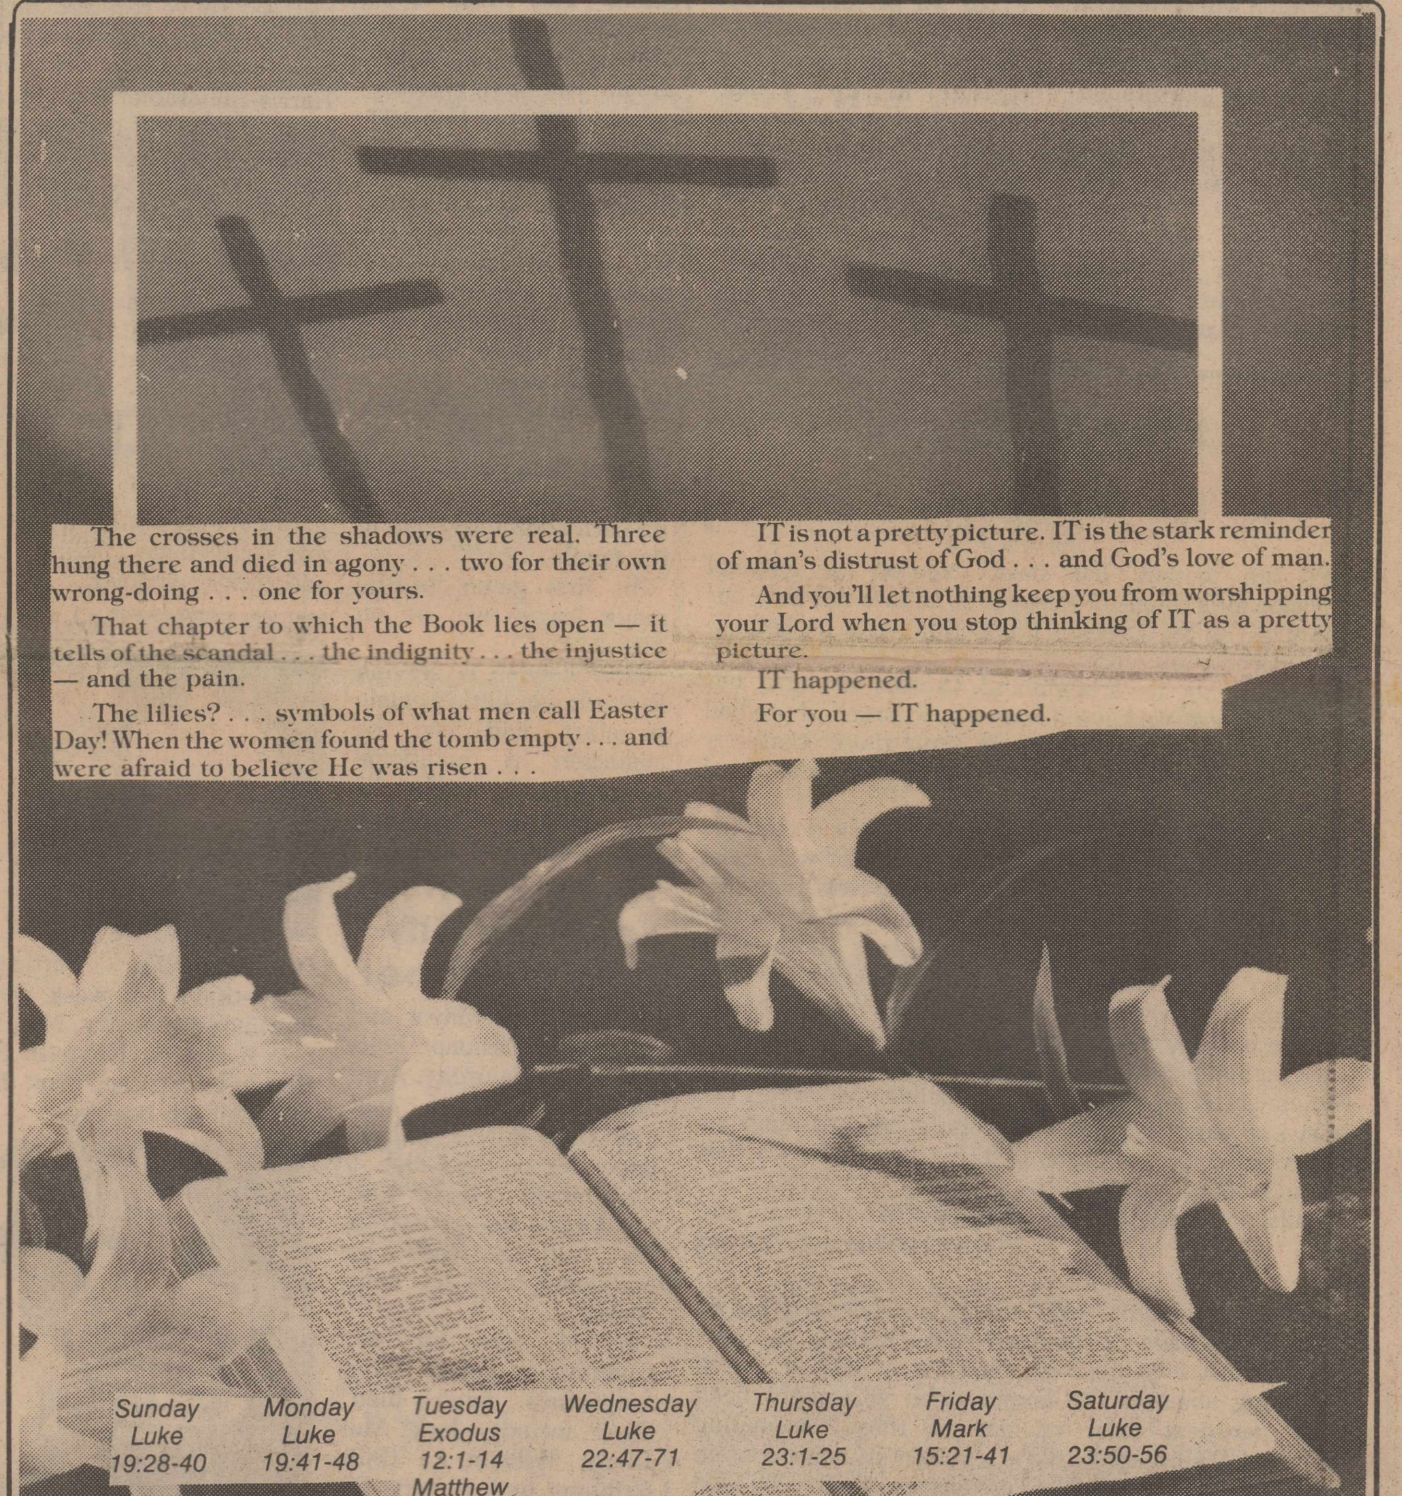 The crosses in the shadows were real. Three
hung there and died in agony . . . two for their own
wrong-doing . . . one for yours.
That chapter to which the Book lies open — it
tells of the scandal . . . the indignity . . . the injustice
— and the pain.
The lilies? . . . symbols of what men call Easter
Day! When the women found the tomb empty . . . and
were afraid to believe He was risen . . .
IT is not a pretty picture. IT is the stark reminder
of man's distrust of God . . . and God's love of man.
And you'll let nothing keep you from worshipping
your Lord when you stop thinking of IT as a pretty
picture.
IT happened.
For you — IT happened.
Sunday
Luke
19:28-40
Monday
Luke
19:41-48
Tuesday
Exodus
12:1-14
Matthew
Wednesday
Luke
22:47-71
Thursday
Luke
23:1-25
Friday
Mark
15:21-41
Saturday
Luke
23:50-56